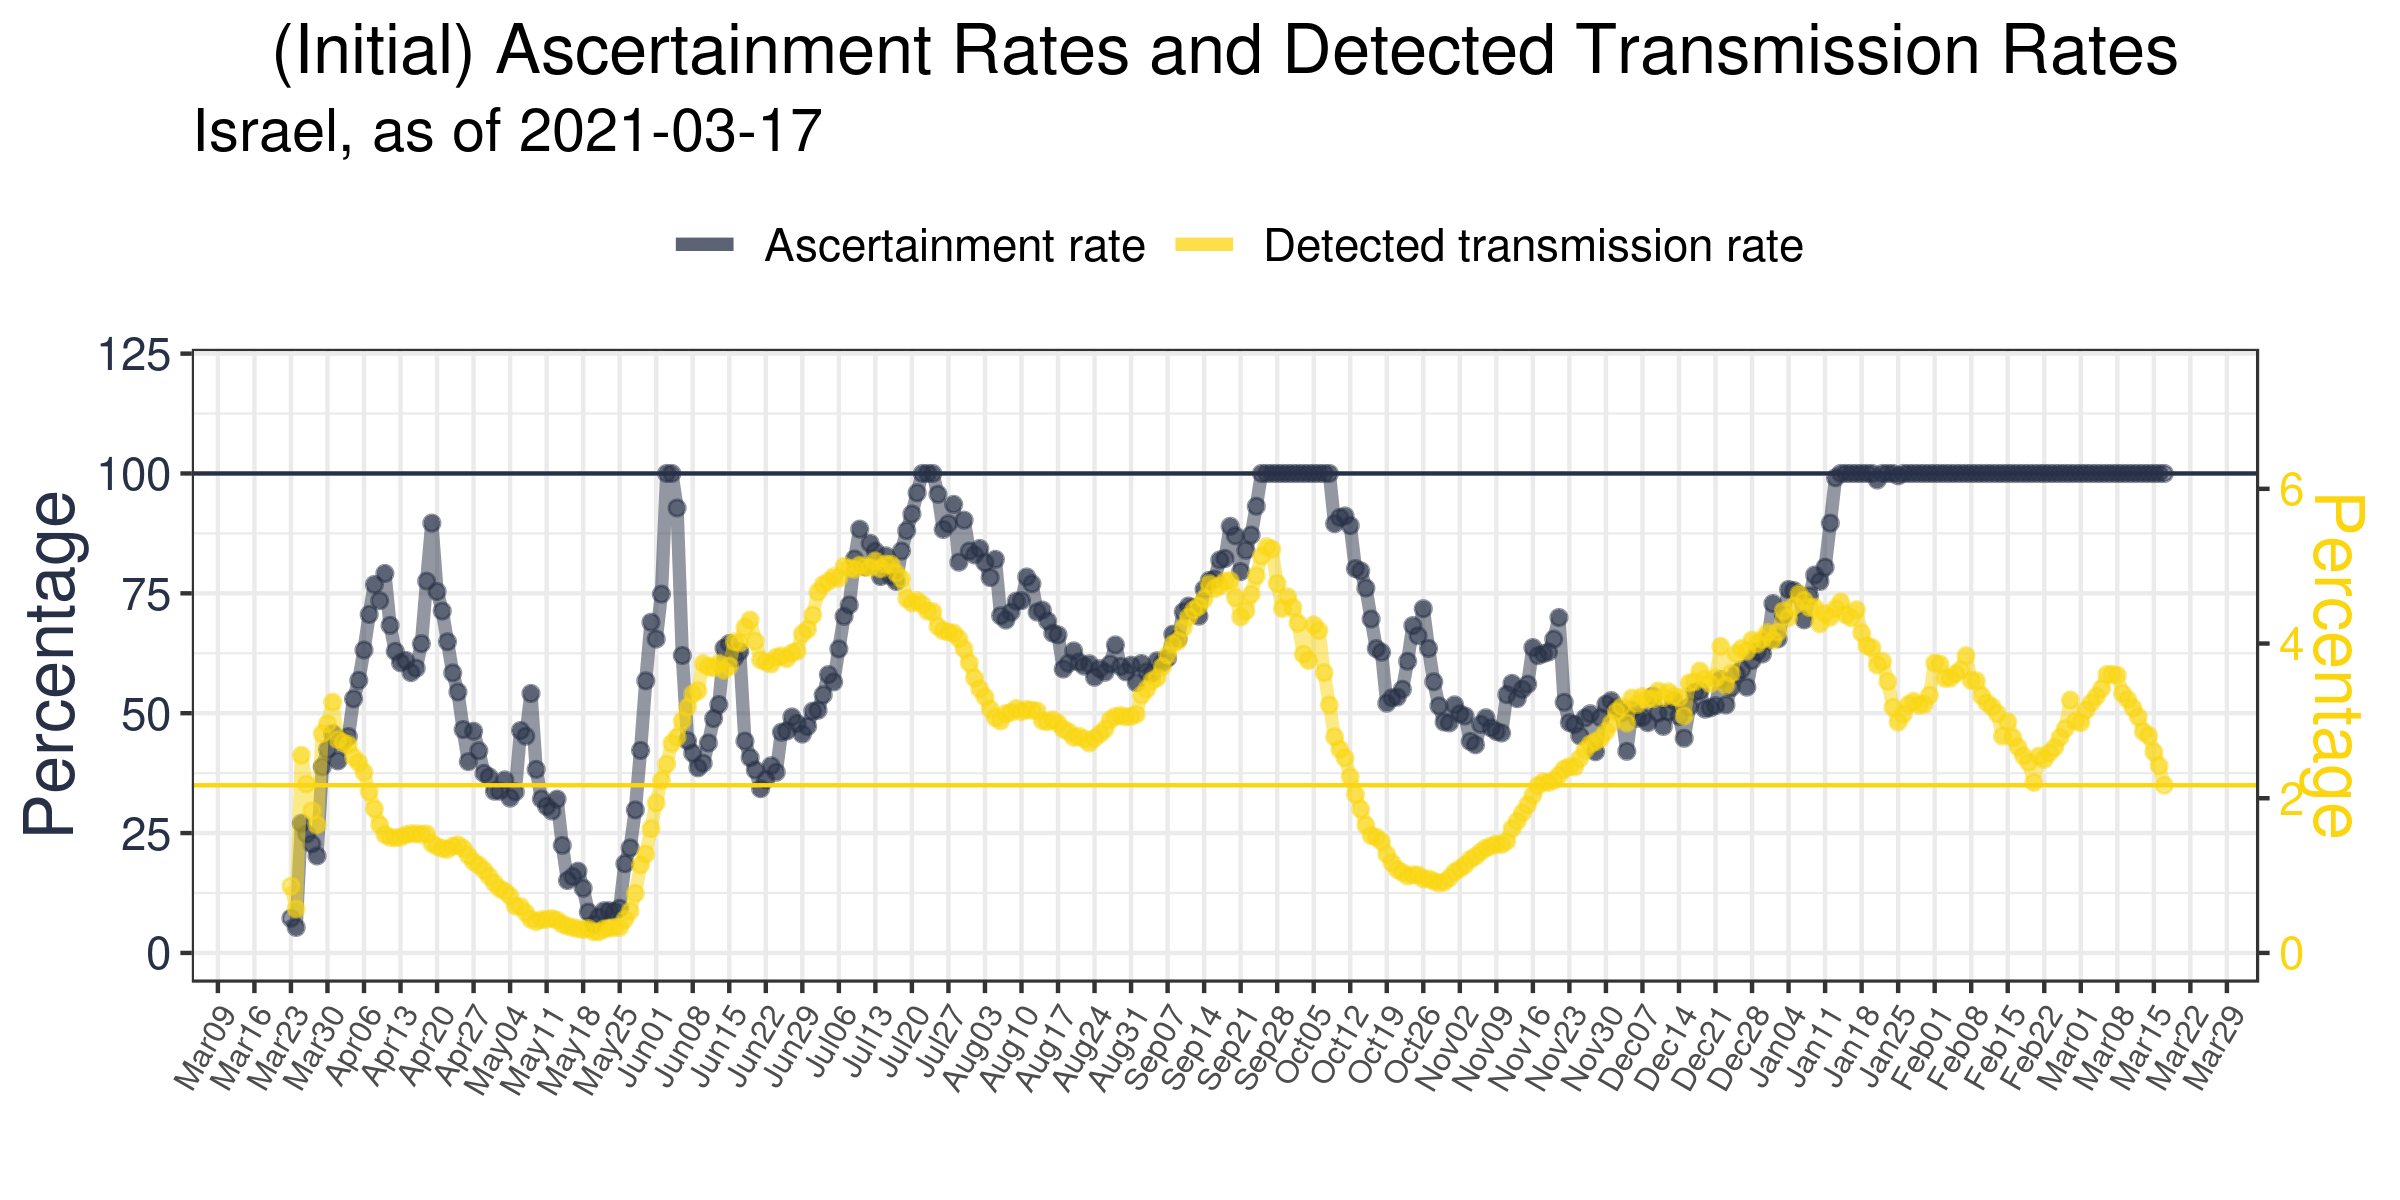 (Initial) Ascertainment Rates and Detected Transmission Rates
Israel, as of 2021-03-17
Ascertainment rate Detected transmission rate
Percentage
125
100
75
50
25
0
6
4
2
0
Percentage
Mar09 Mar16 Mar23 Mar30 Apr06 Apr13 Apr20 Apr27 May04 May11 May18 May25 Jun01 Jun08 Jun15 Jun22 Jun29 Jul06 Jul13 Jul20 Jul27 Aug03 Aug10 Aug17 Aug24 Aug31 Sep07 Sep14 Sep21 Sep28 Oct05 Oct12 Oct19 Oct26 Nov02 Nov09 Nov16 Nov23 Nov30 Dec07 Dec14 Dec21 Dec28 Jan04 Jan11 Jan18 Jan25 Feb01 Feb08 Feb15 Feb22 Mar01 Mar08 Mar15 Mar22 Mar29